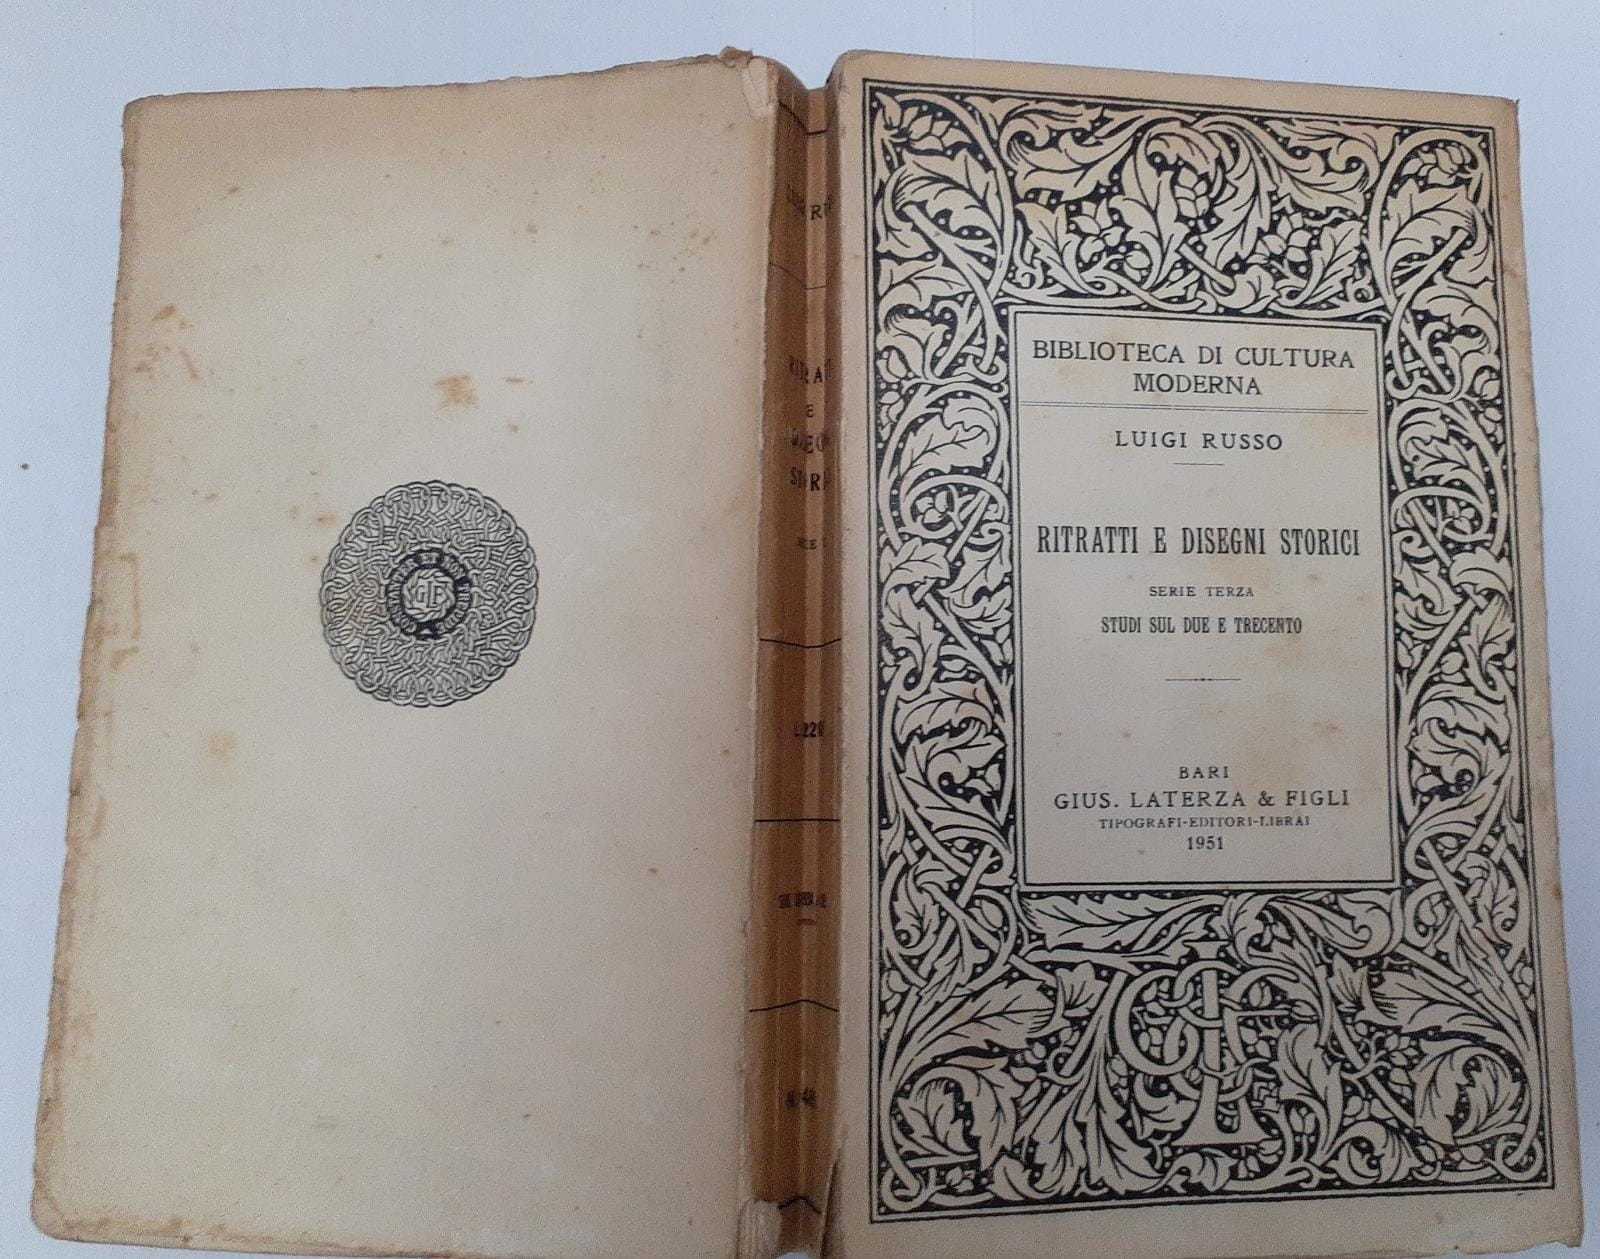 BIBLIOTECA DI CULTURA
MODERNA
LUIGI RUSSO
RITRATTI E DISEGNI STORICI
SERIE TERZA
STUDI SUL DUE E TRECENTO
BARI
GIUS. LATERZA & FIGLI
TIPOGRAFI-EDITORI-LIBRAI
1951